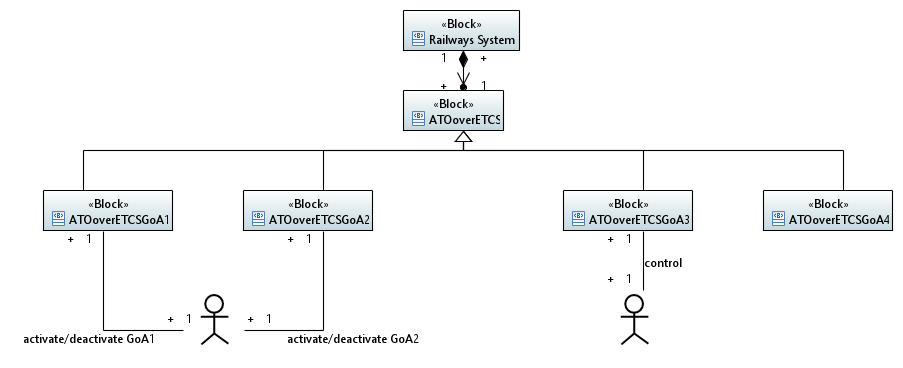 «Block»
Railways System
1 +
+ 1
«Block»
ATOoverETCS
«Block» «Block» «Block» «Block»
ATOoverETCSGoA1 ATOoverETCSGoA2 ATOoverETCSGoA3 ATOoverETCSGoA4
+ 1 + 1 + 1
control
+ 1
+ 1 + 1
activate/deactivate GoA1 activate/deactivate GoA2